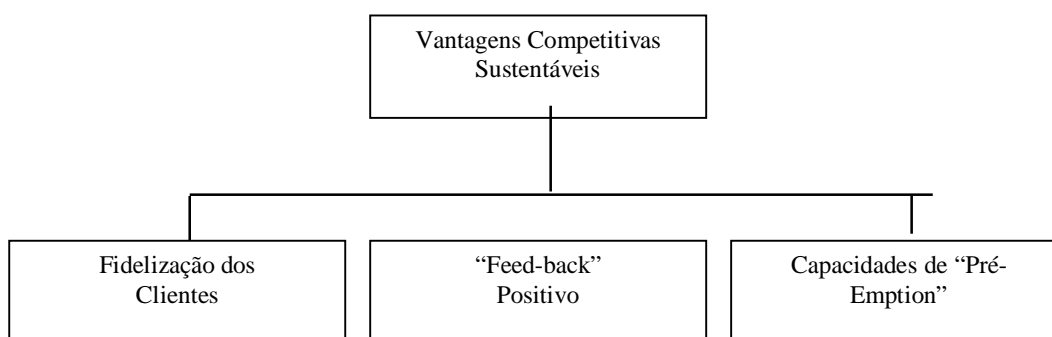 Vantagens Competitivas
Sustentáveis
Fidelização dos
Clientes
“Feed-back”
Positivo
Capacidades de “Pré-
Emption”